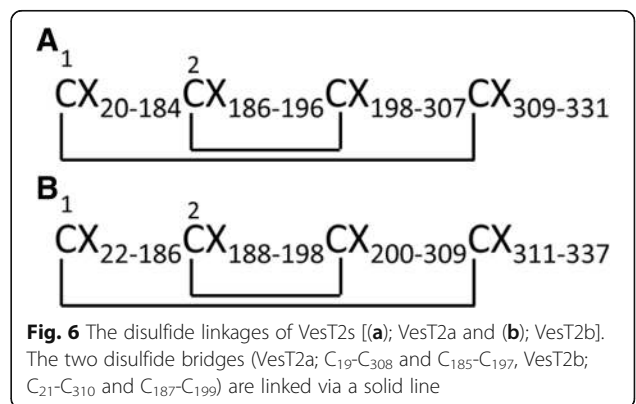 A
1 2
CX20-184CX186-196CX198-307CX309-331
B
1 2
CX22-186CX188-198CX200-309CX311-337
Fig. 6 The disulfide linkages of VesT2s [(a); VesT2a and (b); VesT2b].
The two disulfide bridges (VesT2a; C19-C308 and C185-C197, VesT2b;
C21-C310 and C187-C199) are linked via a solid line